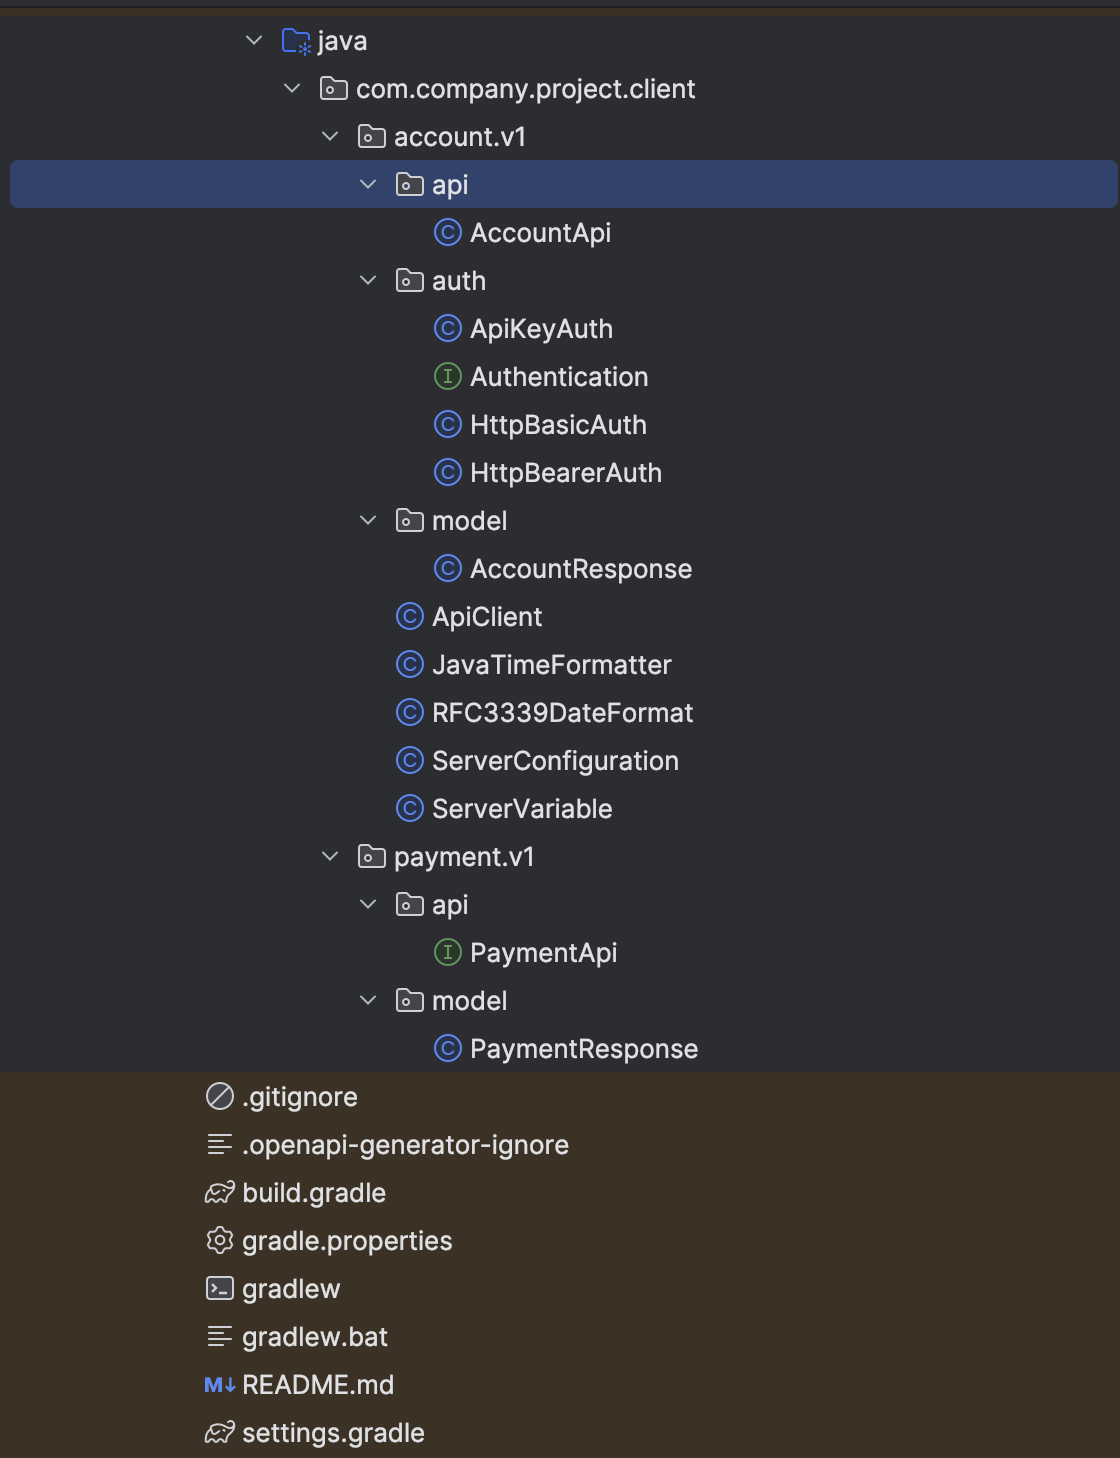 java
com.company.project.client
account.v1
api
AccountApi
auth
ApiKeyAuth
Authentication
HttpBasicAuth
HttpBearerAuth
model
AccountResponse
ApiClient
JavaTimeFormatter
RFC3339DateFormat
ServerConfiguration
ServerVariable
payment.v1
api
PaymentApi
model
PaymentResponse
.gitignore
.openapi-generator-ignore
build.gradle
gradle.properties
gradlew
gradlew.bat
README.md
settings.gradle